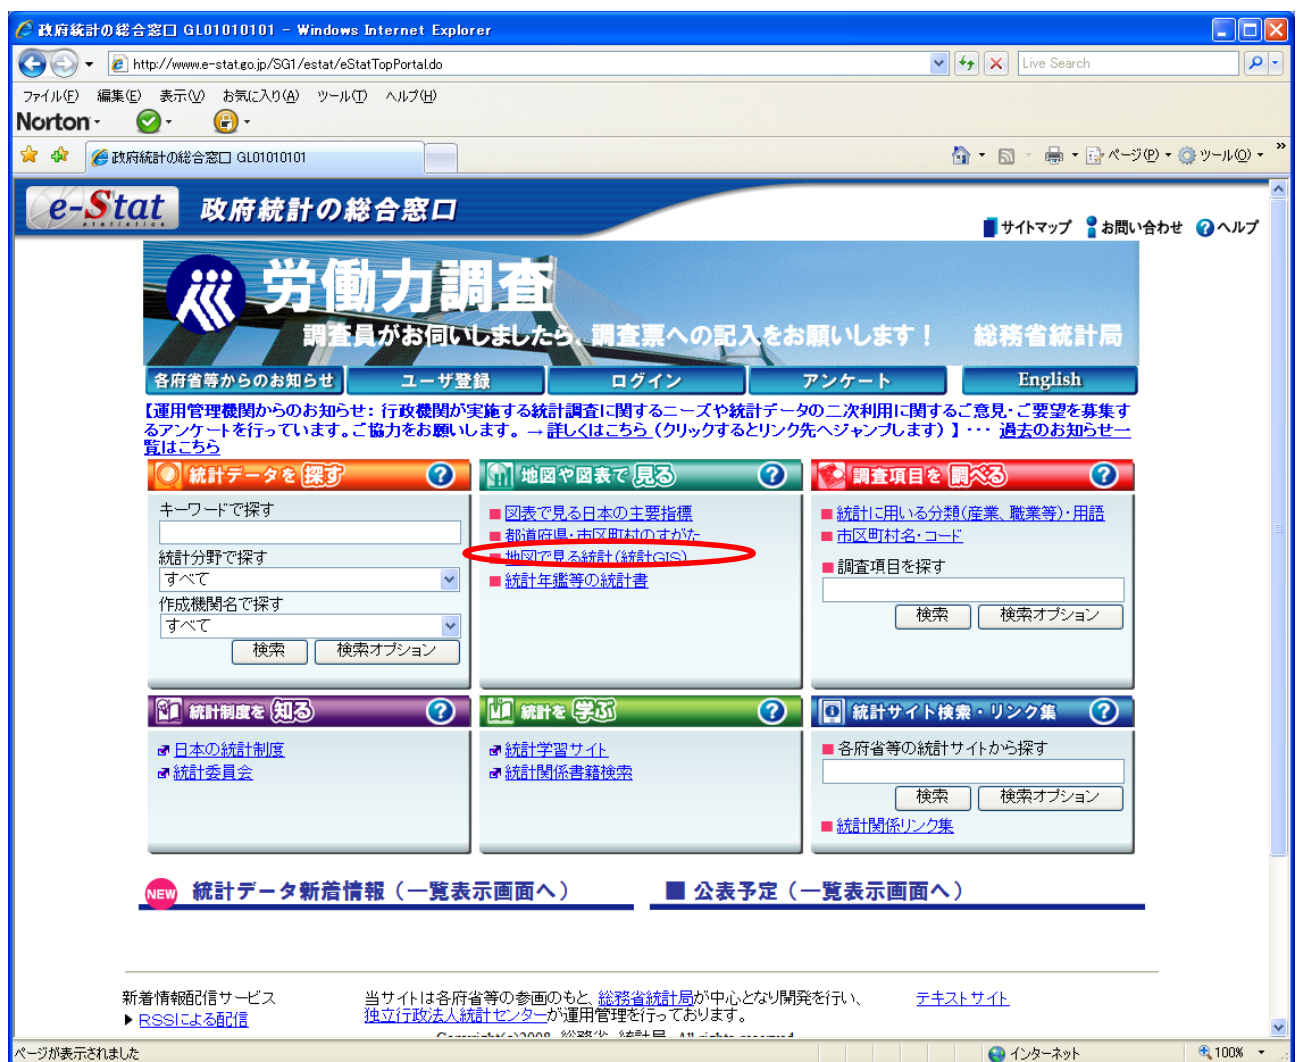 政府統計の総合窓口 GL01010101 - Windows Internet Explorer
http://www.e-stat.go.jp/SG1/estat/eStatTopPortal.do
Live Search
ファイル(F) 編集(E) 表示(V) お気に入り(A) ツール(T) ヘルプ(H)
Norton
政府統計の総合窓口 GL01010101
ページ(P) ツール(O)
e-Stat
statistics
政府統計の総合窓口
サイトマップ お問い合わせ ヘルプ
労働力調査
調査員がお伺いしましたら、調査票への記入をお願いします! 総務省統計局
各府省等からのお知らせ ユーザ登録 ログイン アンケート English
【運用管理機関からのお知らせ:行政機関が実施する統計調査に関するニーズや統計データの二次利用に関するご意見・ご要望を募集す
るアンケートを行っています。ご協力をお願いします。→詳しくはこちら(クリックするとリンク先へジャンプします)】・・・ 過去のお知らせ一
覧はこちら
統計データを探す
キーワードで探す
統計分野で探す
すべて
作成機関名で探す
すべて
検索 検索オプション
地図や図表で見る
図表で見る日本の主要指標
都道府県・市区町村のすがた
地図で見る統計(統計GIS)
統計年鑑等の統計書
調査項目を調べる
統計に用いる分類(産業、職業等)・用語
市区町村名・コード
調査項目を探す
検索 検索オプション
統計制度を知る
日本の統計制度
統計委員会
統計を学ぶ
統計学習サイト
統計関係書籍検索
統計サイト検索・リンク集
各府省等の統計サイトから探す
検索 検索オプション
統計関係リンク集
NEW 統計データ新着情報(一覧表示画面へ)
公表予定(一覧表示画面へ)
新着情報配信サービス
RSSによる配信
当サイトは各府省等の参画のもと、総務省統計局が中心となり開発を行い、
独立行政法人統計センターが運用管理を行っております。
テキストサイト
Copyright(c)2008 総務省 統計局 All rights reserved
ページが表示されました インターネット 100%